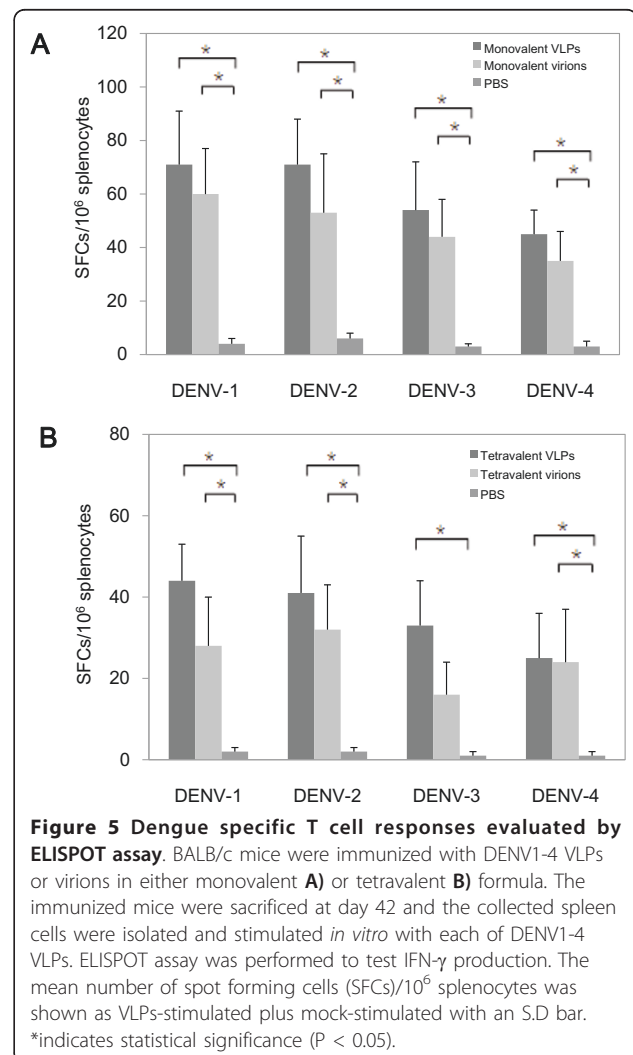 A
120
100
80
60
40
20
0
SFCs/10⁶ splenocytes
Monovalent VLPs
Monovalent virions
PBS
* * * * * * * *
DENV-1 DENV-2 DENV-3 DENV-4
B
80
60
40
20
0
SFCs/10⁶ splenocytes
Tetravalent VLPs
Tetravalent virions
PBS
* * * * * * *
DENV-1 DENV-2 DENV-3 DENV-4
Figure 5 Dengue specific T cell responses evaluated by
ELISPOT assay. BALB/c mice were immunized with DENV1-4 VLPs
or virions in either monovalent A) or tetravalent B) formula. The
immunized mice were sacrificed at day 42 and the collected spleen
cells were isolated and stimulated in vitro with each of DENV1-4
VLPs. ELISPOT assay was performed to test IFN-γ production. The
mean number of spot forming cells (SFCs)/10⁶ splenocytes was
shown as VLPs-stimulated plus mock-stimulated with an S.D bar.
*indicates statistical significance (P < 0.05).